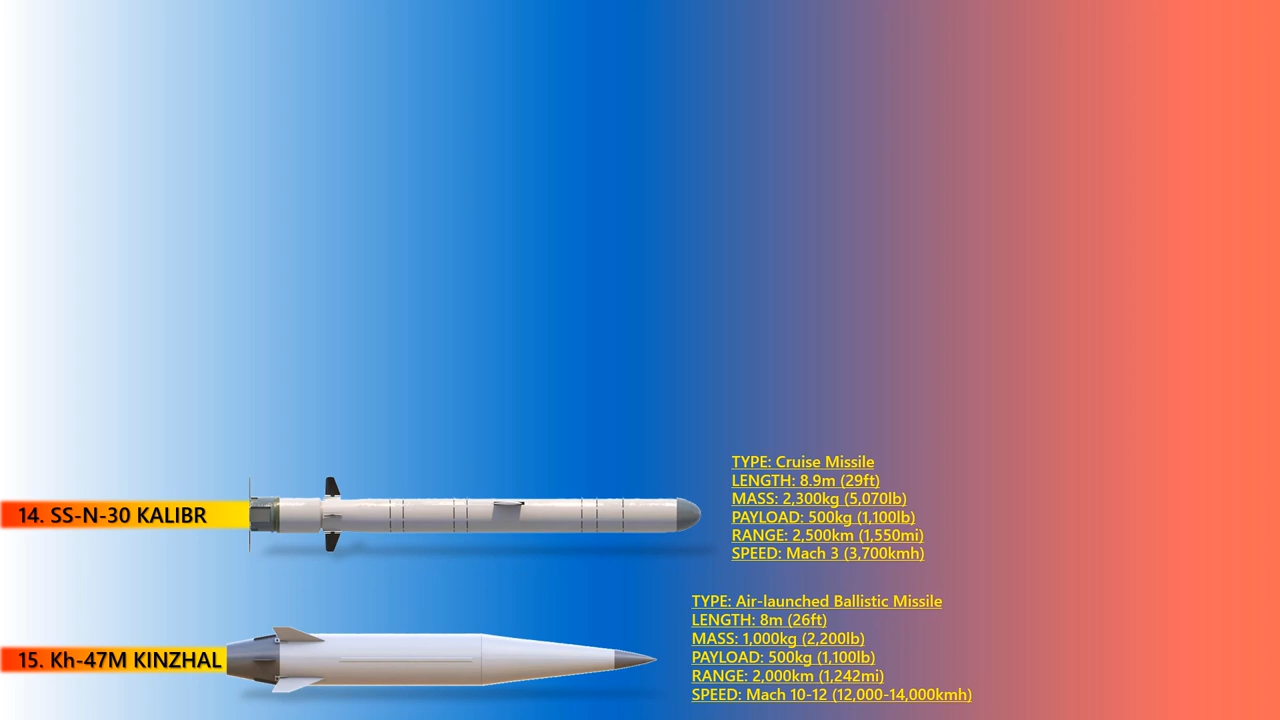 14. SS-N-30 KALIBR
TYPE: Cruise Missile
LENGTH: 8.9m (29ft)
MASS: 2,300kg (5,070lb)
PAYLOAD: 500kg (1,100lb)
RANGE: 2,500km (1,550mi)
SPEED: Mach 3 (3,700kmh)
15. Kh-47M KINZHAL
TYPE: Air-launched Ballistic Missile
LENGTH: 8m (26ft)
MASS: 1,000kg (2,200lb)
PAYLOAD: 500kg (1,100lb)
RANGE: 2,000km (1,242mi)
SPEED: Mach 10-12 (12,000-14,000kmh)